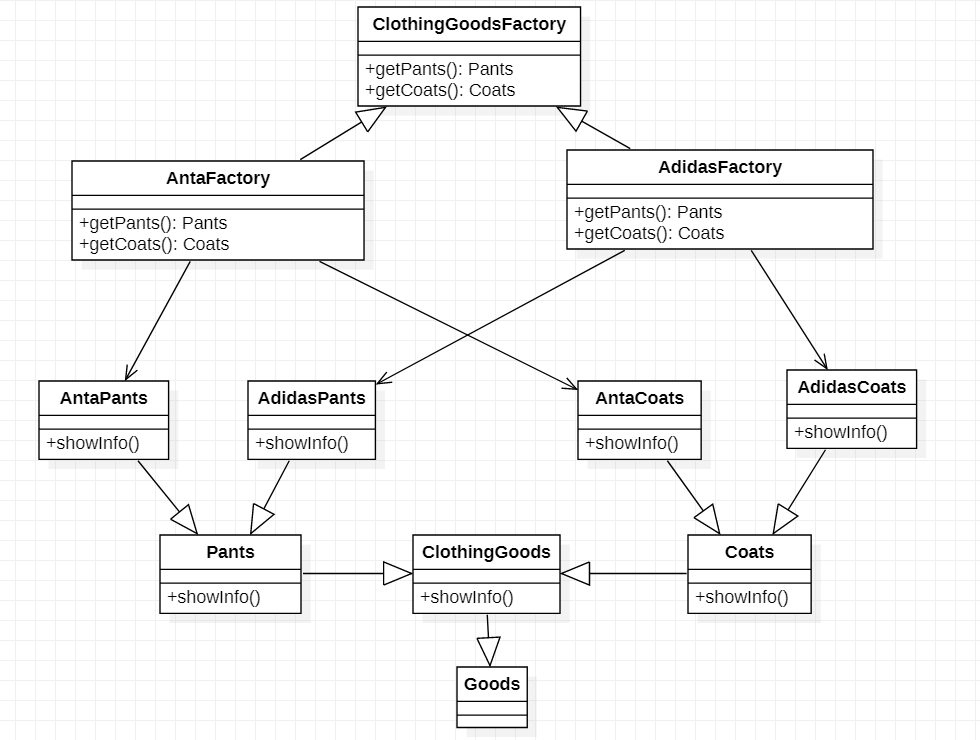 ClothingGoodsFactory
+getPants(): Pants
+getCoats(): Coats
AntaFactory
+getPants(): Pants
+getCoats(): Coats
AdidasFactory
+getPants(): Pants
+getCoats(): Coats
AntaPants
+showInfo()
AdidasPants
+showInfo()
AntaCoats
+showInfo()
AdidasCoats
+showInfo()
Pants
+showInfo()
ClothingGoods
+showInfo()
Coats
+showInfo()
Goods